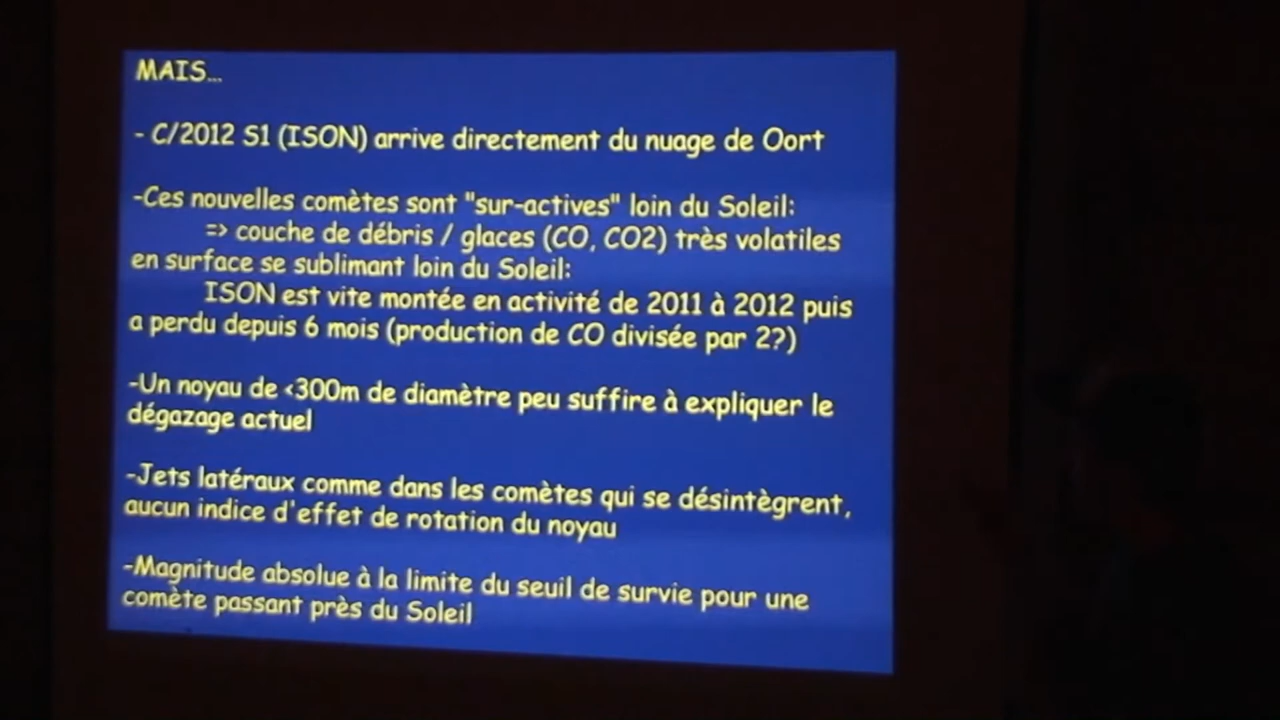 MAIS...
- C/2012 S1 (ISON) arrive directement du nuage de Oort
-Ces nouvelles comètes sont "sur-actives" loin du Soleil:
=> couche de débris / glaces (CO, CO2) très volatiles
en surface se sublimant loin du Soleil:
ISON est vite montée en activité de 2011 à 2012 puis
a perdu depuis 6 mois (production de CO divisée par 2?)
-Un noyau de <300m de diamètre peu suffire à expliquer le
dégazage actuel
-Jets latéraux comme dans les comètes qui se désintègrent,
aucun indice d'effet de rotation du noyau
-Magnitude absolue à la limite du seuil de survie pour une
comète passant près du Soleil